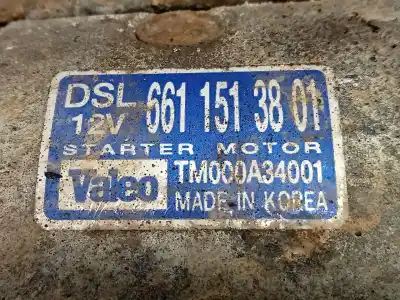 DSL 661 151 38 01
12V
STARTER MOTOR
Valeo TM000A34001
MADE IN KOREA